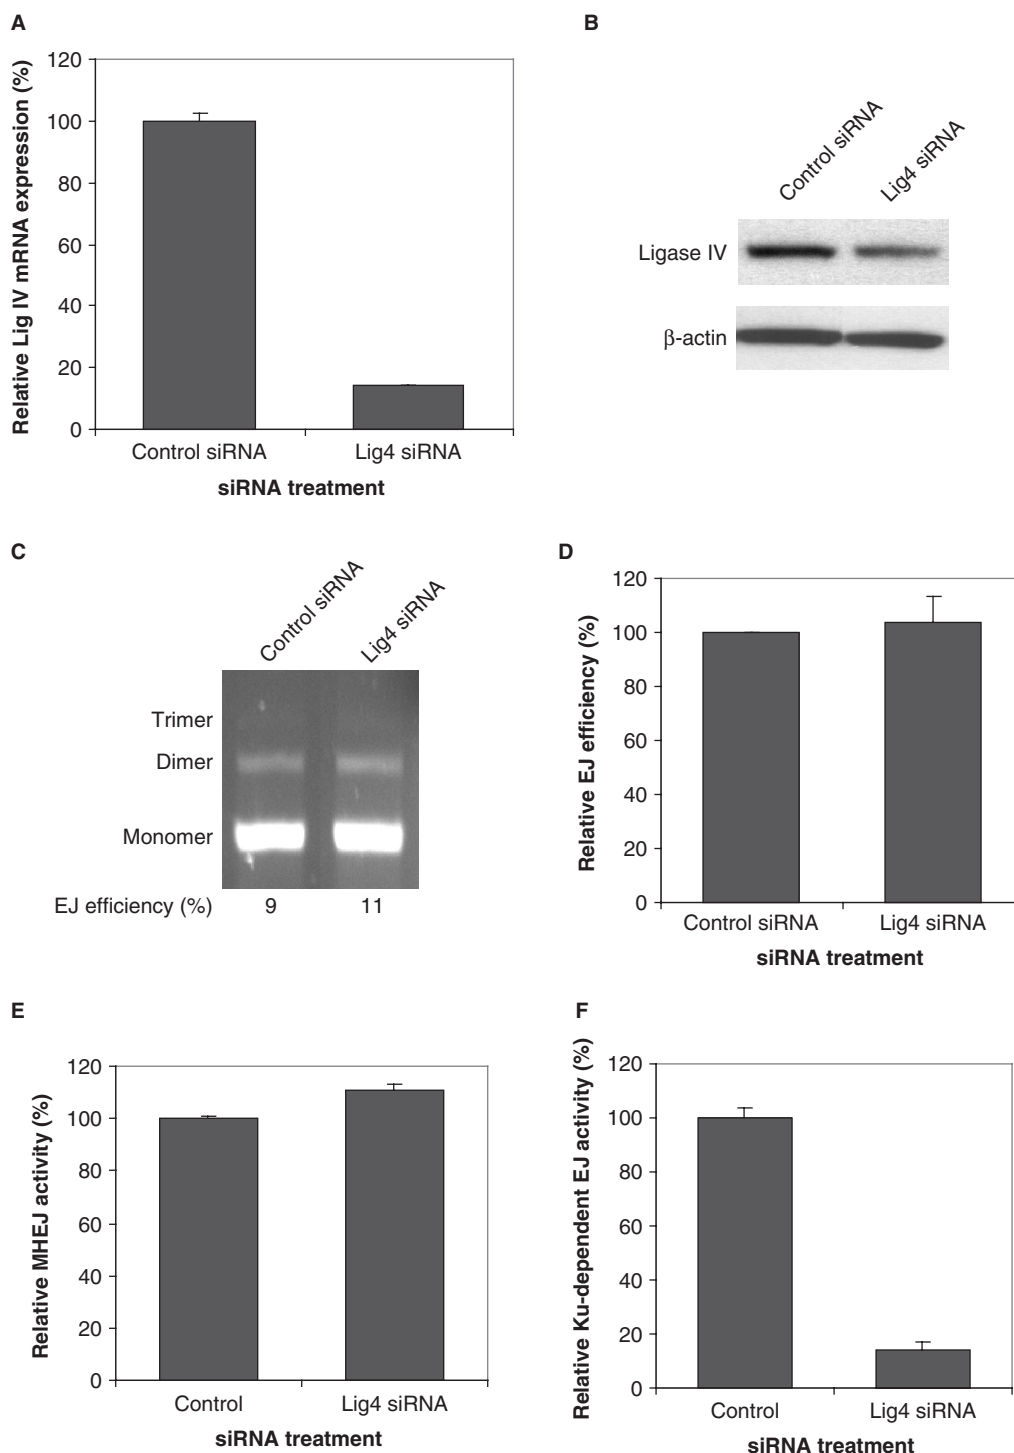 A
Relative Lig IV mRNA expression (%)
120
100
80
60
40
20
0
Control siRNA
Lig4 siRNA
siRNA treatment
B
Control siRNA
Lig4 siRNA
Ligase IV
β-actin
C
Control siRNA
Lig4 siRNA
Trimer
Dimer
Monomer
EJ efficiency (%) 9 11
D
Relative EJ efficiency (%)
120
100
80
60
40
20
0
Control siRNA
Lig4 siRNA
siRNA treatment
E
Relative MHEJ activity (%)
120
100
80
60
40
20
0
Control
Lig4 siRNA
siRNA treatment
F
Relative Ku-dependent EJ activity (%)
120
100
80
60
40
20
0
Control
Lig4 siRNA
siRNA treatment